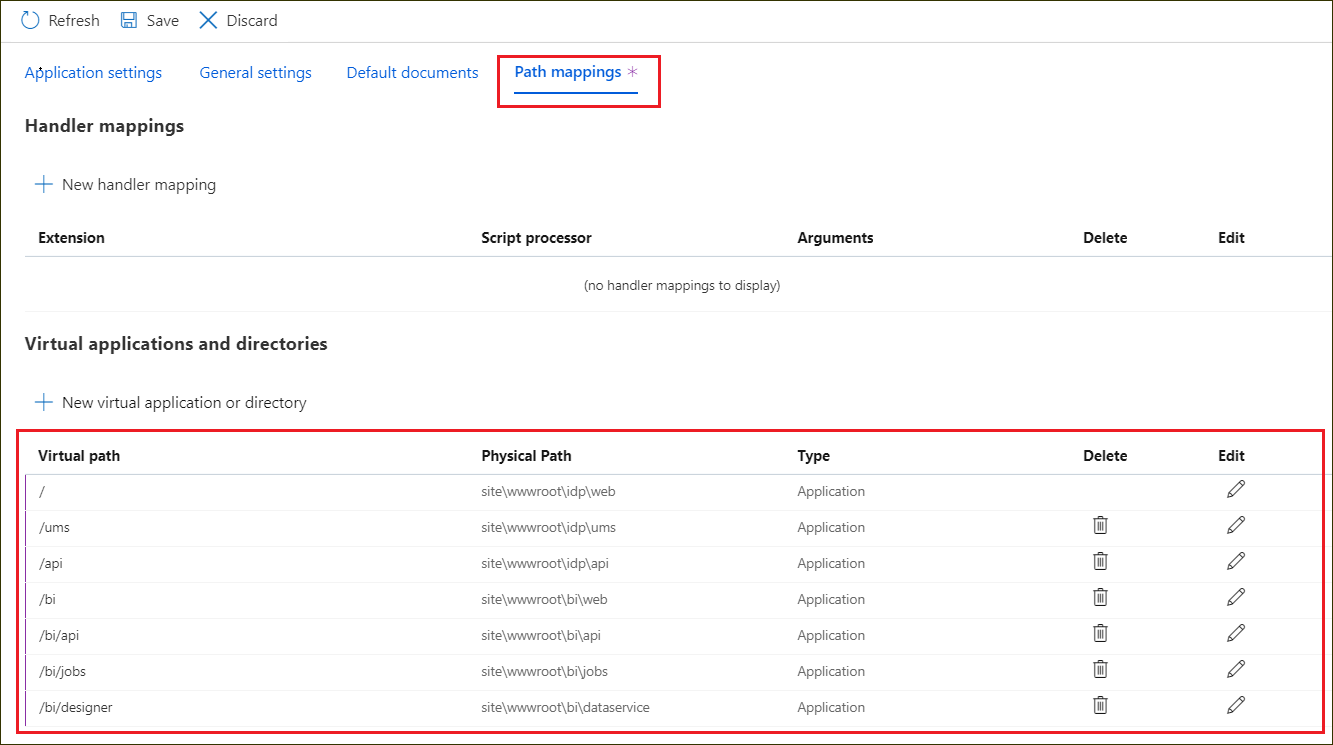 Refresh Save Discard
Application settings General settings Default documents Path mappings *
Handler mappings
New handler mapping
Extension Script processor Arguments Delete Edit
(no handler mappings to display)
Virtual applications and directories
New virtual application or directory
Virtual path Physical Path Type Delete Edit
/ site\wwwroot\idp\web Application
/ums site\wwwroot\idp\ums Application
/api site\wwwroot\idp\api Application
/bi site\wwwroot\bi\web Application
/bi/api site\wwwroot\bi\api Application
/bi/jobs site\wwwroot\bi\jobs Application
/bi/designer site\wwwroot\bi\dataservice Application